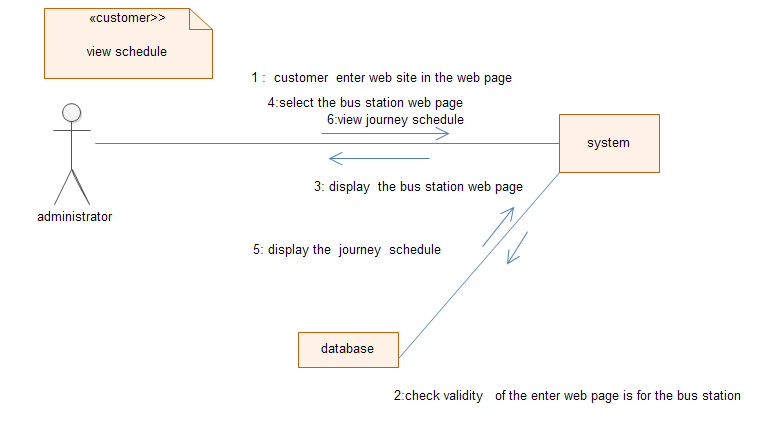 «customer>>
view schedule
1 : customer enter web site in the web page
4:select the bus station web page
6:view journey schedule
system
3: display the bus station web page
administrator
5: display the journey schedule
database
2:check validity of the enter web page is for the bus station